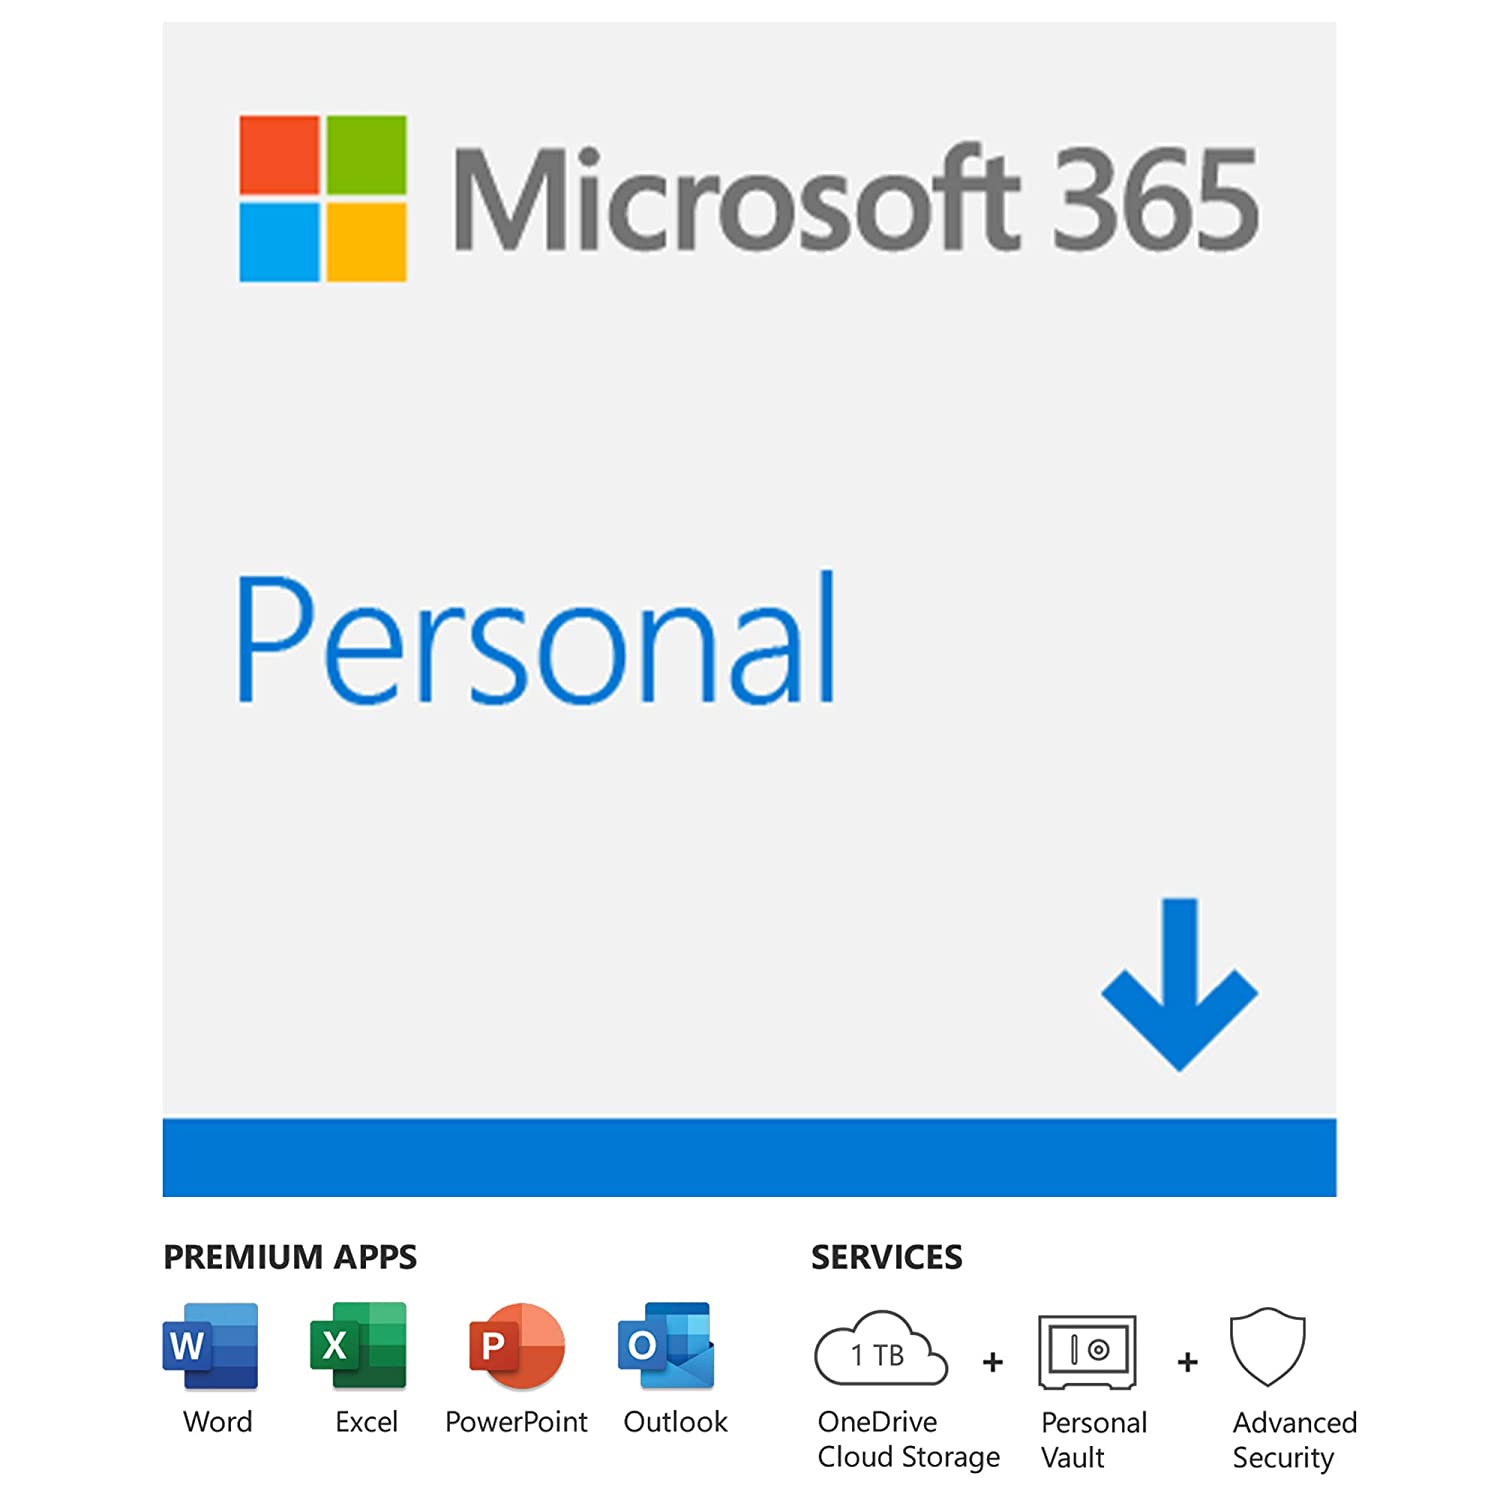 Microsoft 365
Personal
PREMIUM APPS
W
Word
X
Excel
P
PowerPoint
O
Outlook
SERVICES
1 TB
OneDrive
Cloud Storage
+
Personal
Vault
+
Advanced
Security